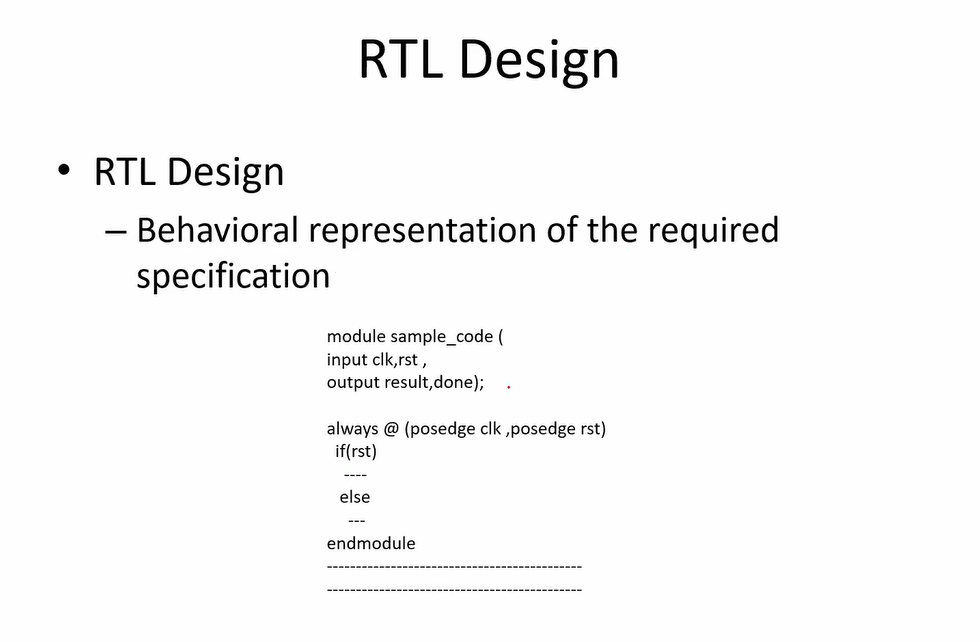 RTL Design
• RTL Design
– Behavioral representation of the required
specification
module sample_code (
input clk,rst ,
output result,done);
always @ (posedge clk ,posedge rst)
if(rst)
----
else
---
endmodule
--------------------------------------------
--------------------------------------------